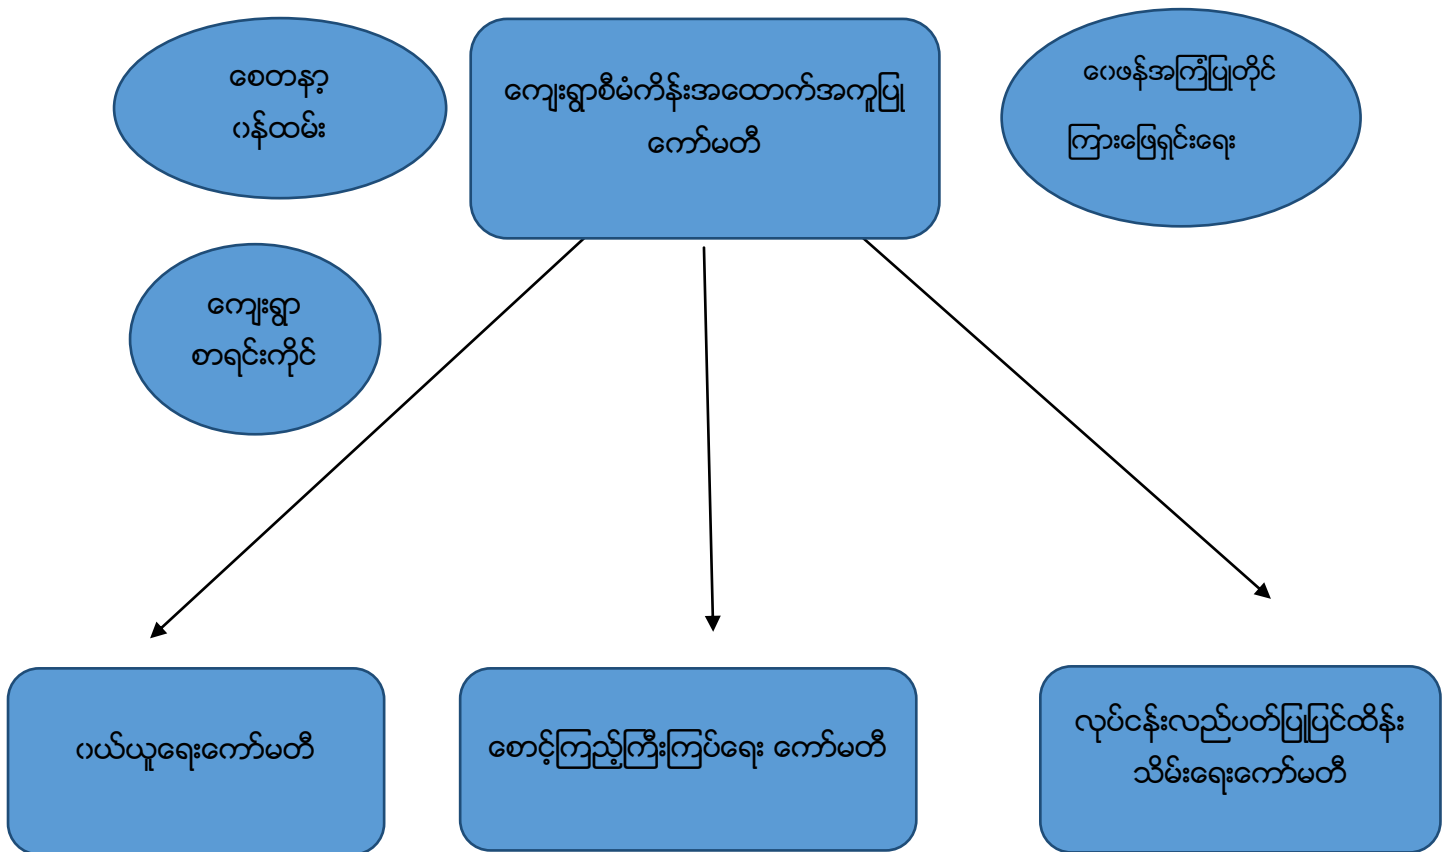 စေတနာ့
ဝန်ထမ်း
ကျေးရွာစီမံကိန်းအထောက်အကူပြု
ကော်မတီ
ဝေဖန်အကြံပြုတိုင်
ကြားဖြေရှင်းရေး
ကျေးရွာ
စာရင်းကိုင်
ဝယ်ယူရေးကော်မတီ
စောင့်ကြည့်ကြီးကြပ်ရေး ကော်မတီ
လုပ်ငန်းလည်ပတ်ပြုပြင်ထိန်း
သိမ်းရေးကော်မတီ